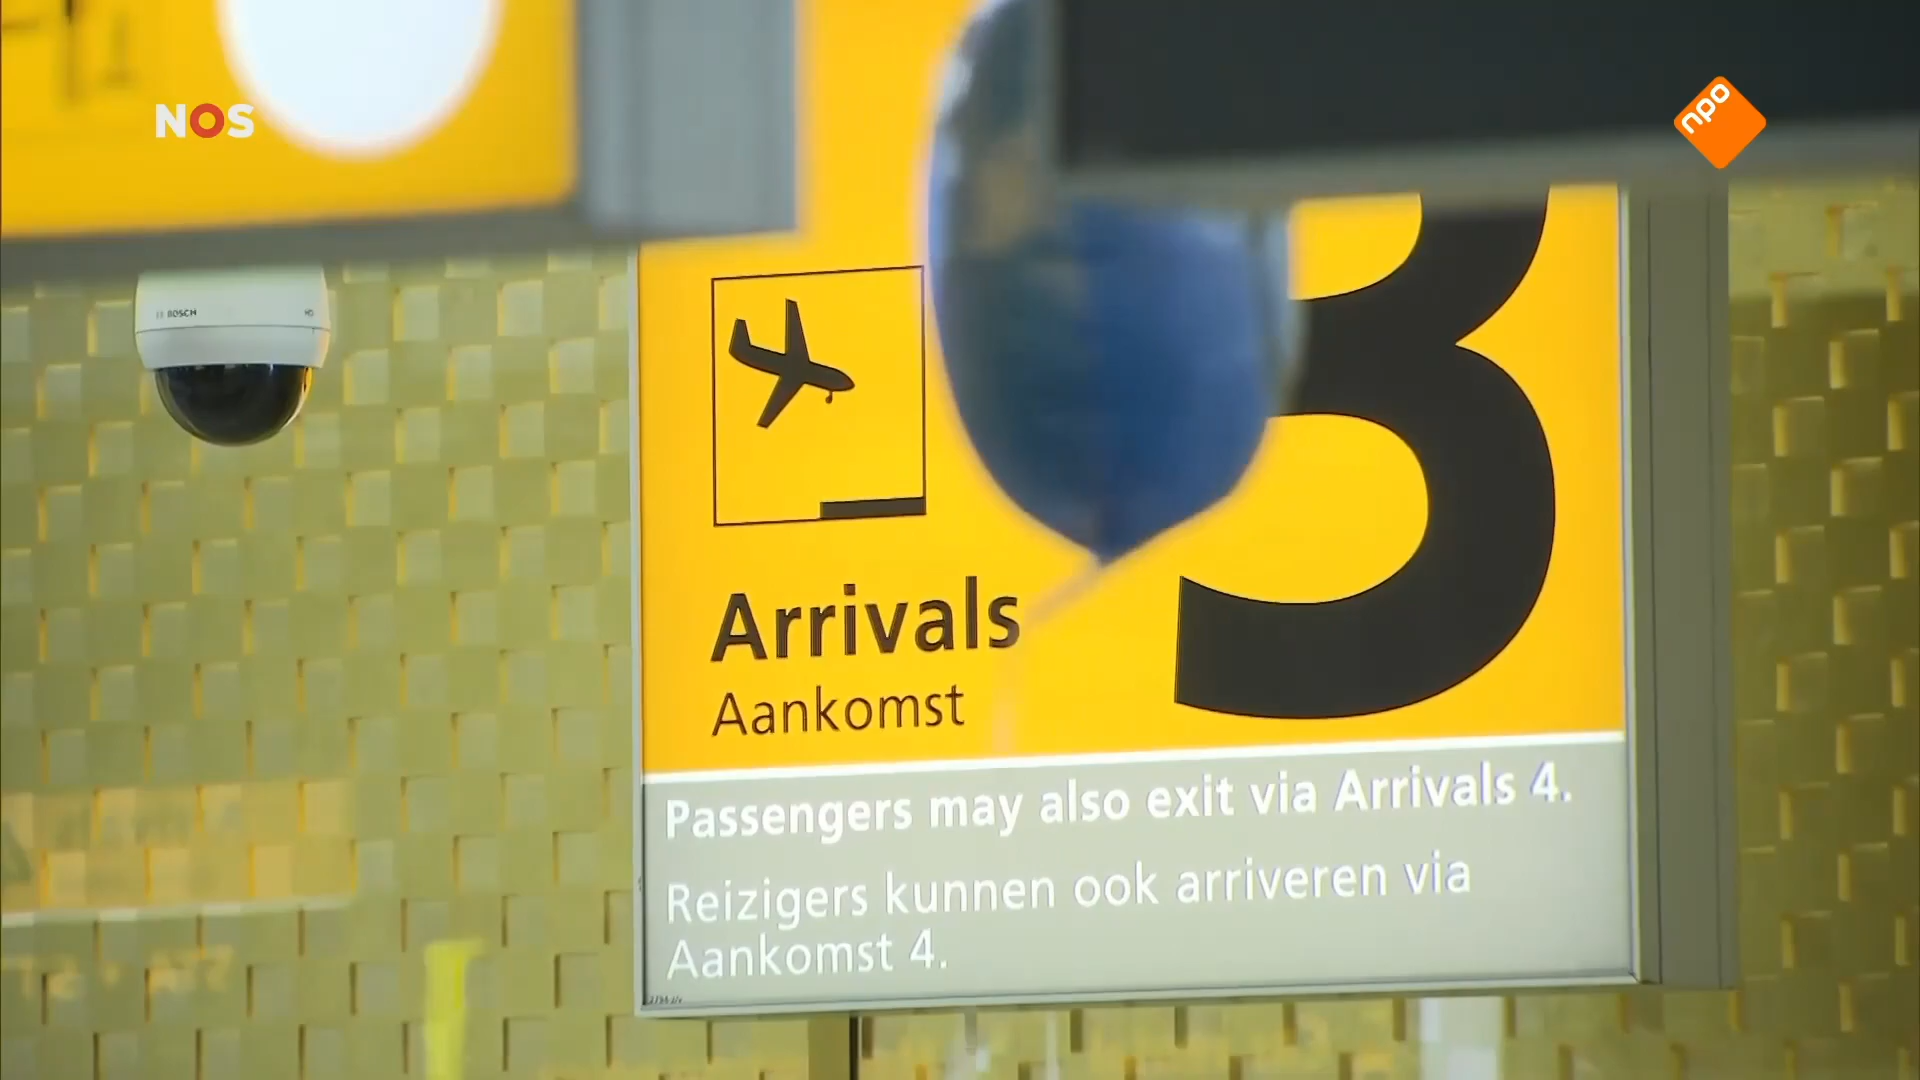 NOS
npo
BOSCH
HD
3
Arrivals
Aankomst
Passengers may also exit via Arrivals 4.
Reizigers kunnen ook arriveren via
Aankomst 4.